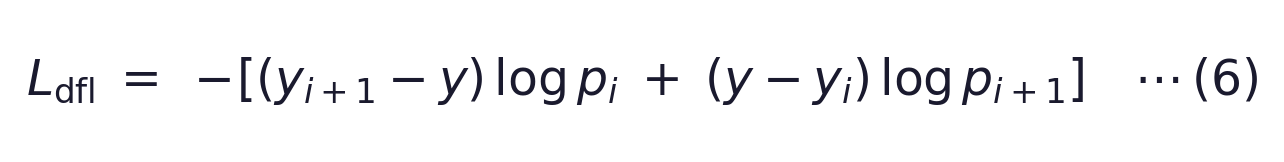 L_dfl = −[(y_{i+1} − y) log p_i + (y − y_i) log p_{i+1}] ⋯ (6)